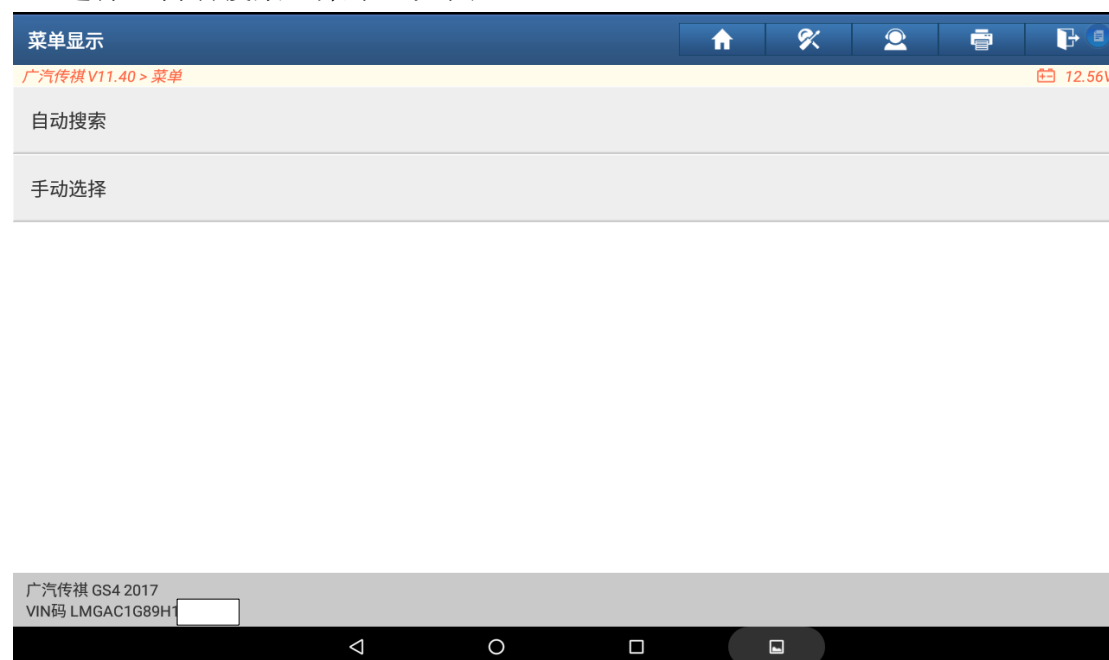 菜单显示
广汽传祺 V11.40 > 菜单
12.56V
自动搜索
手动选择
广汽传祺 GS4 2017
VIN码 LMGAC1G89H1